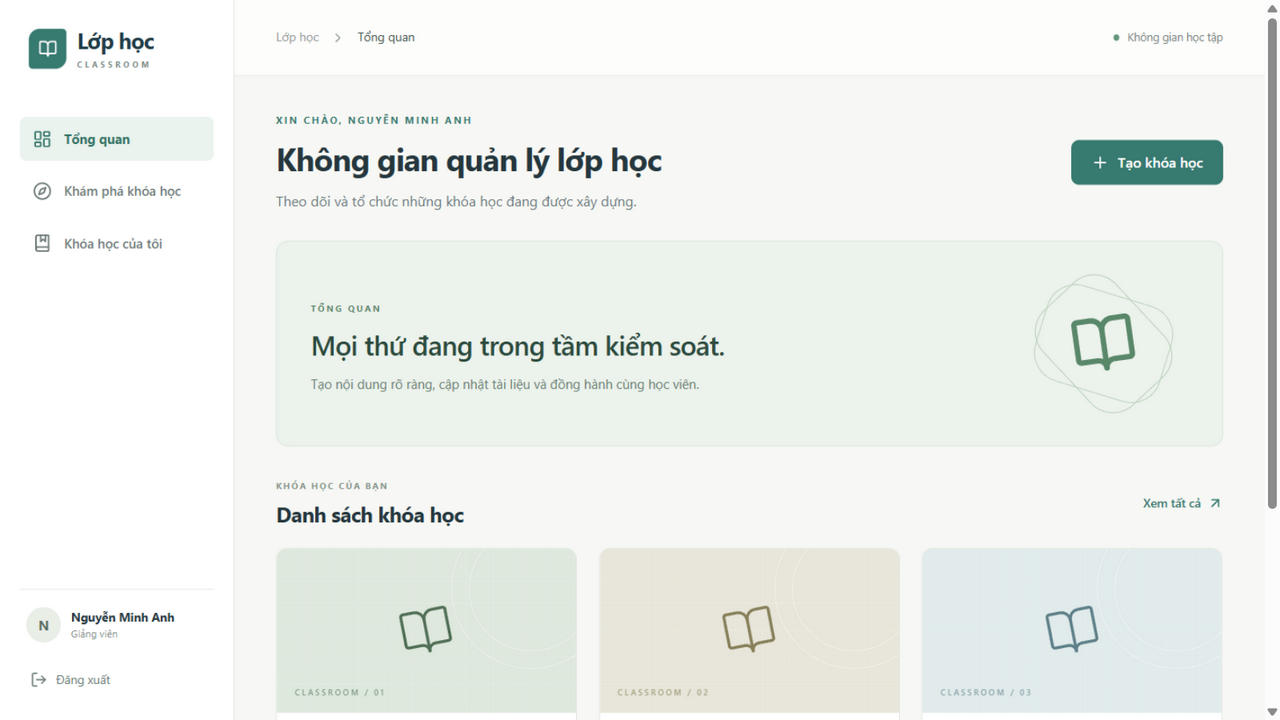 Lớp học
CLASSROOM
Tổng quan
Khám phá khóa học
Khóa học của tôi
N
Nguyễn Minh Anh
Giảng viên
Đăng xuất
Lớp học > Tổng quan
Không gian học tập
XIN CHÀO, NGUYỄN MINH ANH
Không gian quản lý lớp học
Theo dõi và tổ chức những khóa học đang được xây dựng.
Tạo khóa học
TỔNG QUAN
Mọi thứ đang trong tầm kiểm soát.
Tạo nội dung rõ ràng, cập nhật tài liệu và đồng hành cùng học viên.
KHÓA HỌC CỦA BẠN
Danh sách khóa học
Xem tất cả
CLASSROOM / 01
CLASSROOM / 02
CLASSROOM / 03